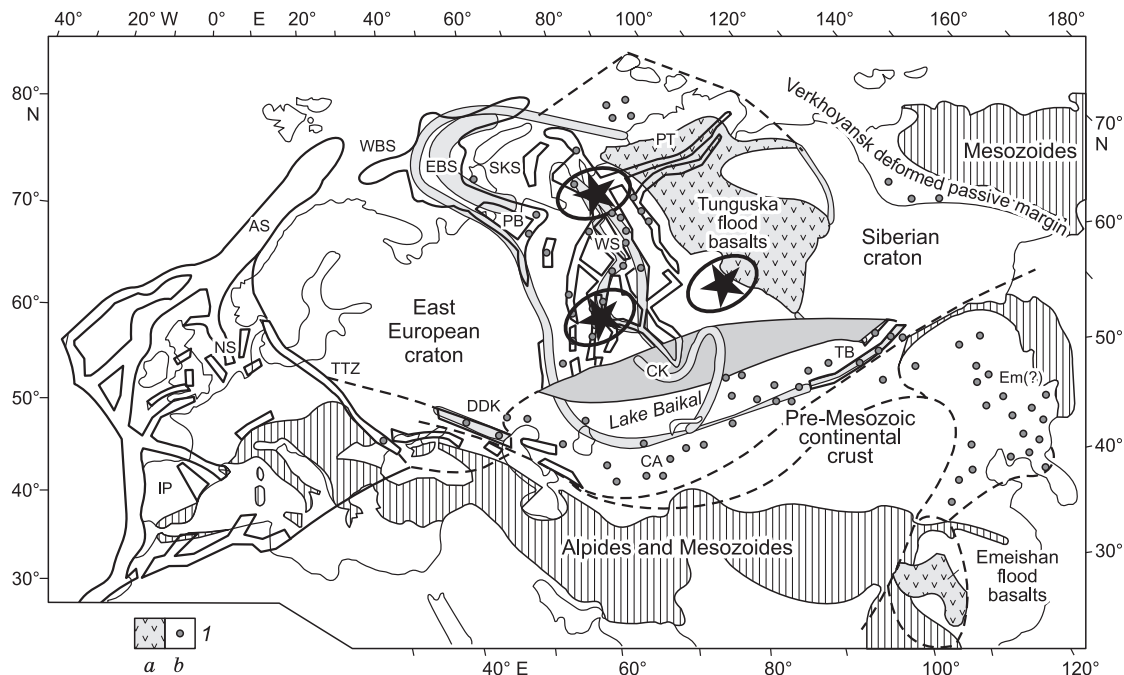 40° 20° W 0° E 20° 40° 60° 80° 100° 120° 140° 160° 180°
80°
N
70°
60°
50°
40°
30°
70°
N
60°
50°
40°
30°
WBS
EBS
SKS
PT
Verkhoyansk deformed passive margin
Mesozoides
AS
PB
WS
Tunguska
flood
basalts
Siberian
craton
East
European
craton
NS
TTZ
CK
TB
Em(?)
DDK
Lake Baikal
Pre-Mesozoic
continental
crust
CA
IP
Alpides and Mesozoides
Emeishan
flood
basalts
1
a b
40° E 60° 80° 100° 120°